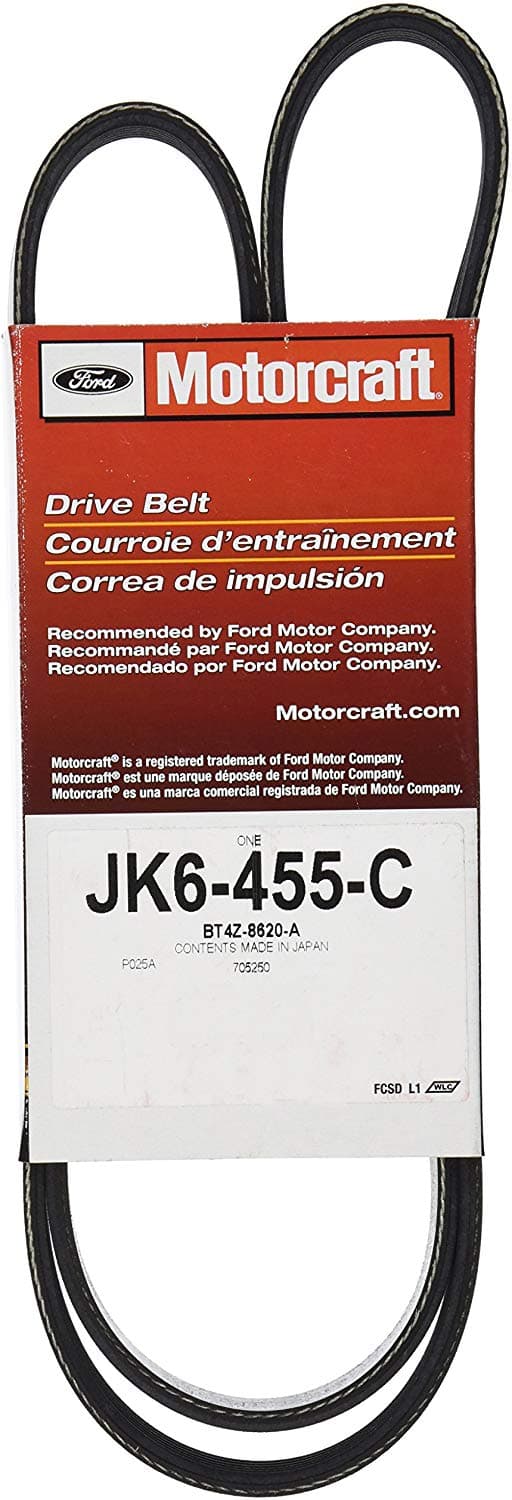 Ford Motorcraft®
Drive Belt
Courroie d'entraînement
Correa de impulsión
Recommended by Ford Motor Company.
Recommandé par Ford Motor Company.
Recomendado por Ford Motor Company.
Motorcraft.com
Motorcraft® is a registered trademark of Ford Motor Company.
Motorcraft® est une marque déposée de Ford Motor Company.
Motorcraft® es una marca comercial registrada de Ford Motor Company.
ONE
JK6-455-C
BT4Z-8620-A
CONTENTS MADE IN JAPAN
P025A 705250
FCSD L1 WLC